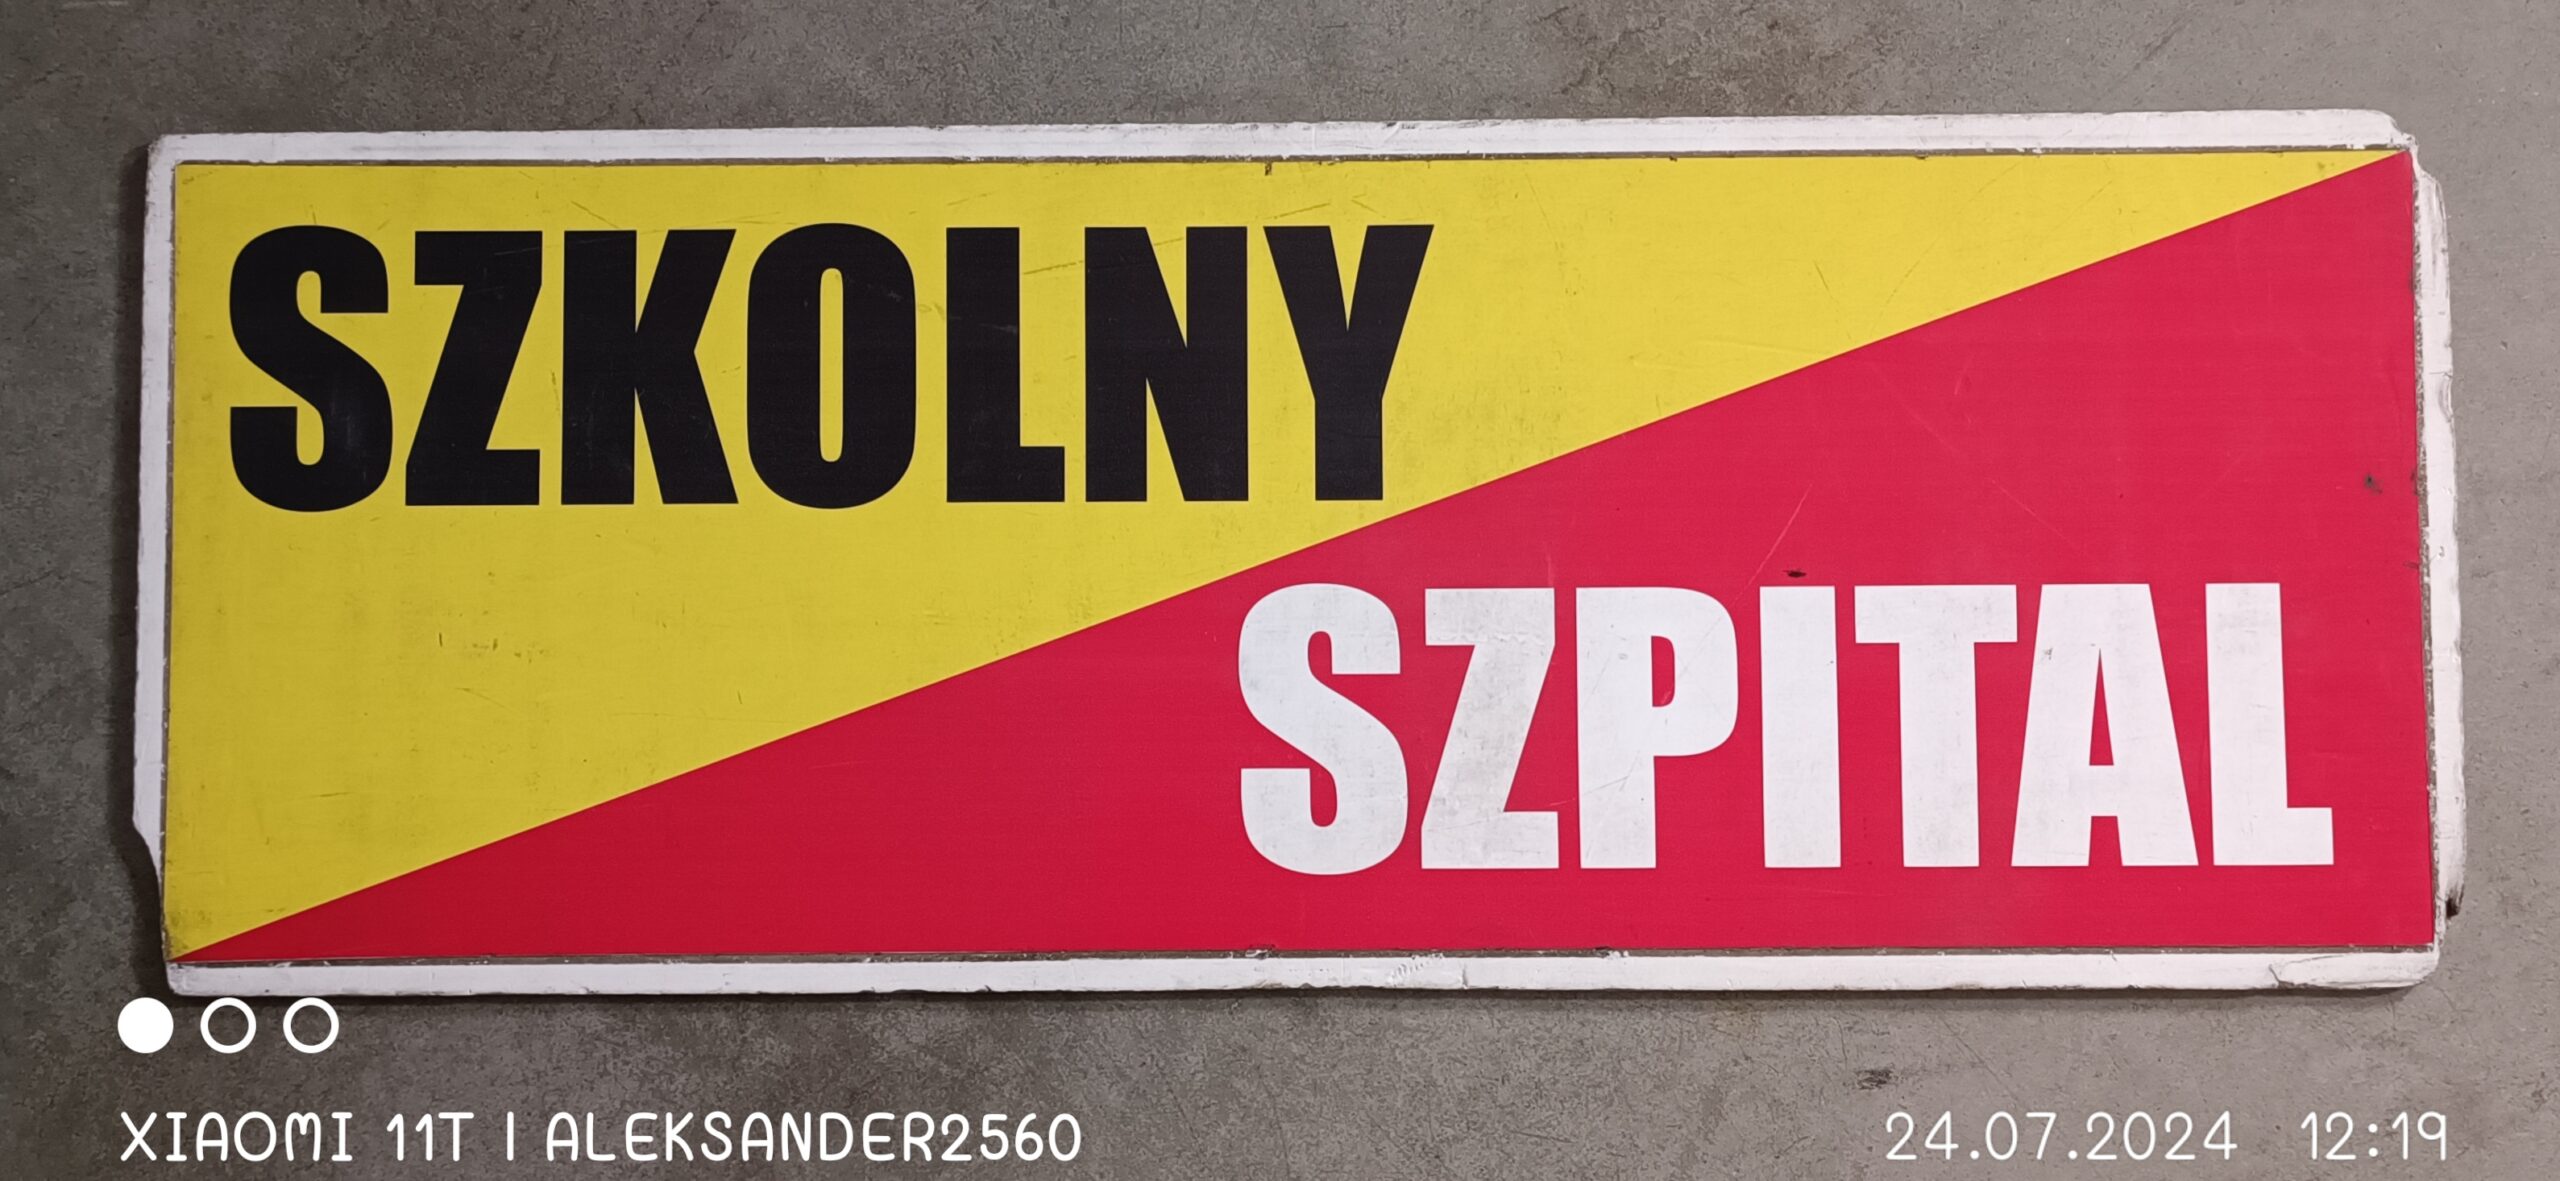 SZKOLNY
SZPITAL
XIAOMI 11T | ALEKSANDER2560
24.07.2024 12:19